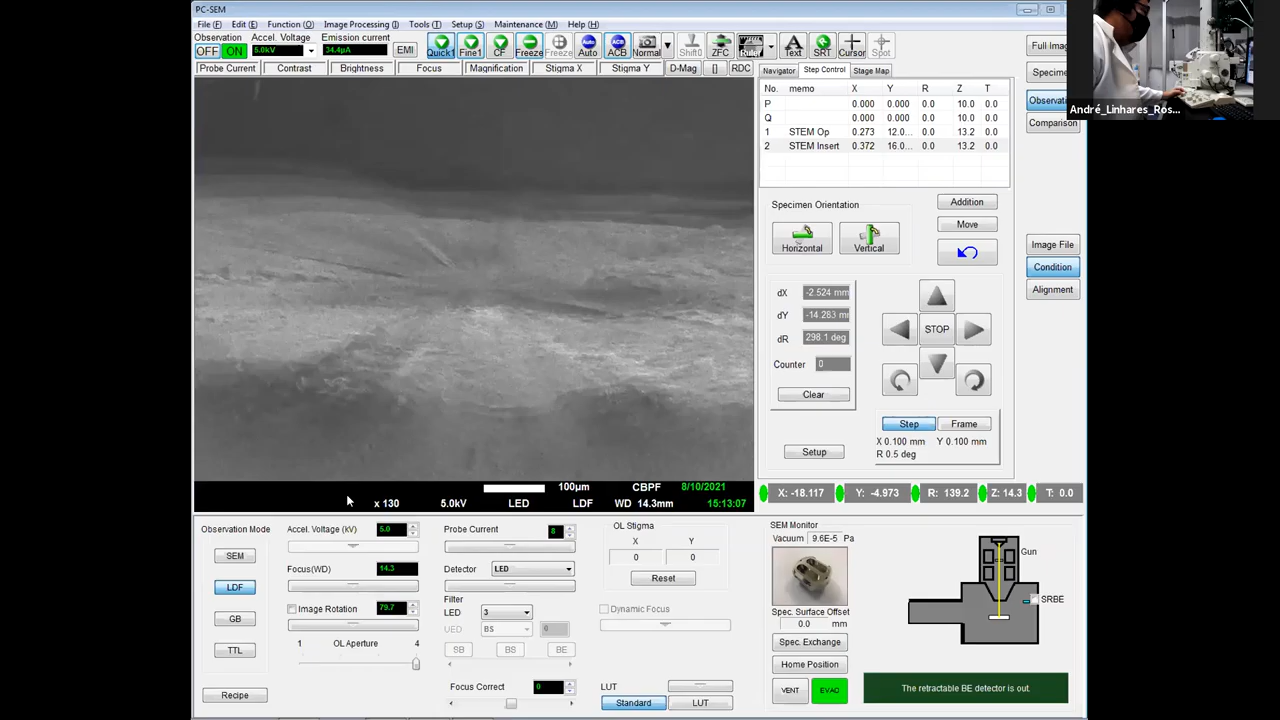 PC-SEM
File (F) Edit (E) Function (O) Image Processing (I) Tools (T) Setup (S) Maintenance (M) Help (H)
Observation Accel. Voltage Emission current
OFF ON 5.0kV 34.4µA EMI Quick1 Fine1 CF Freeze Freeze Auto ACB Normal Shift0 ZFC Ruler Text SRT Cursor Spot
Probe Current Contrast Brightness Focus Magnification Stigma X Stigma Y D-Mag [] RDC
Navigator Step Control Stage Map
No. memo X Y R Z T
P 0.000 0.000 0.0 10.0 0.0
Q 0.000 0.000 0.0 10.0 0.0
1 STEM Op 0.273 12.0... 0.0 13.2 0.0
2 STEM Insert 0.372 16.0... 0.0 13.2 0.0
Specimen Orientation
Horizontal Vertical
Addition
Move
dX -2.524 mm
dY -14.283 m
dR 298.1 deg
Counter 0
Clear
STOP
Step Frame
X 0.100 mm Y 0.100 mm
R 0.5 deg
Setup
Full Imag
Specime
Observati
Comparison
André_Linhares_Ros...
Image File
Condition
Alignment
100µm CBPF 8/10/2021
x 130 5.0kV LED LDF WD 14.3mm 15:13:07
X: -18.117 Y: -4.973 R: 139.2 Z: 14.3 T: 0.0
Observation Mode
SEM
LDF
GB
TTL
Recipe
Accel. Voltage (kV) 5.0
Focus(WD) 14.3
Image Rotation 79.7
OL Aperture
1 4
Probe Current 8
Detector LED
Filter
LED 3
UED BS 0
SB BS BE
Focus Correct 0
OL Stigma
X Y
0 0
Reset
Dynamic Focus
LUT
Standard LUT
SEM Monitor
Vacuum 9.6E-5 Pa
Spec. Surface Offset
0.0 mm
Spec. Exchange
Home Position
VENT EVAC
Gun
SRBE
The retractable BE detector is out.